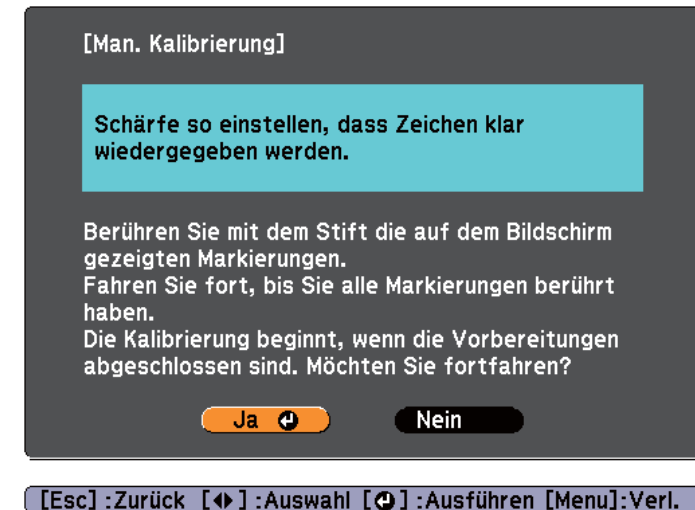 [Man. Kalibrierung]
Schärfe so einstellen, dass Zeichen klar
wiedergegeben werden.
Berühren Sie mit dem Stift die auf dem Bildschirm
gezeigten Markierungen.
Fahren Sie fort, bis Sie alle Markierungen berührt
haben.
Die Kalibrierung beginnt, wenn die Vorbereitungen
abgeschlossen sind. Möchten Sie fortfahren?
Ja Nein
[Esc] :Zurück [◆] :Auswahl [↵] :Ausführen [Menu]:Verl.